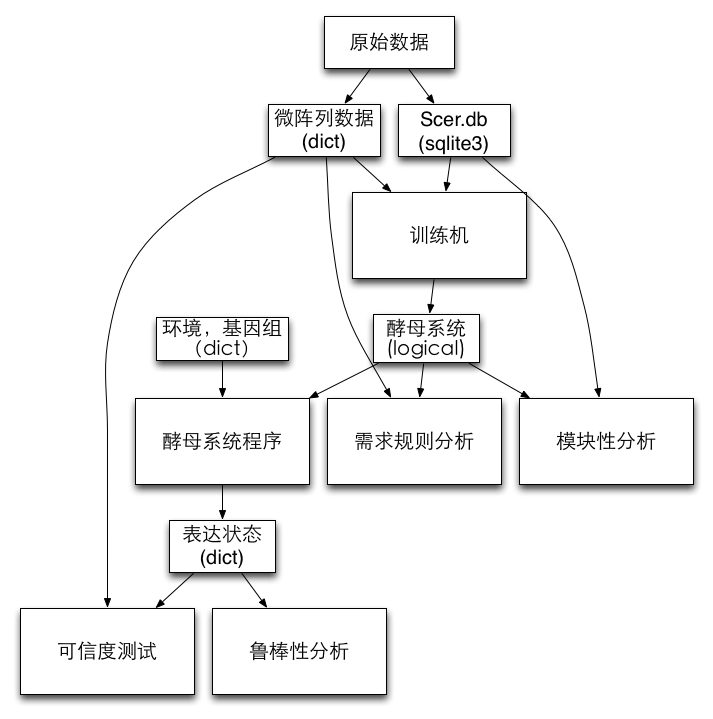 原始数据
微阵列数据
(dict)
Scer.db
(sqlite3)
训练机
环境，基因组
（dict）
酵母系统
(logical)
酵母系统程序
需求规则分析
模块性分析
表达状态
(dict)
可信度测试
鲁棒性分析